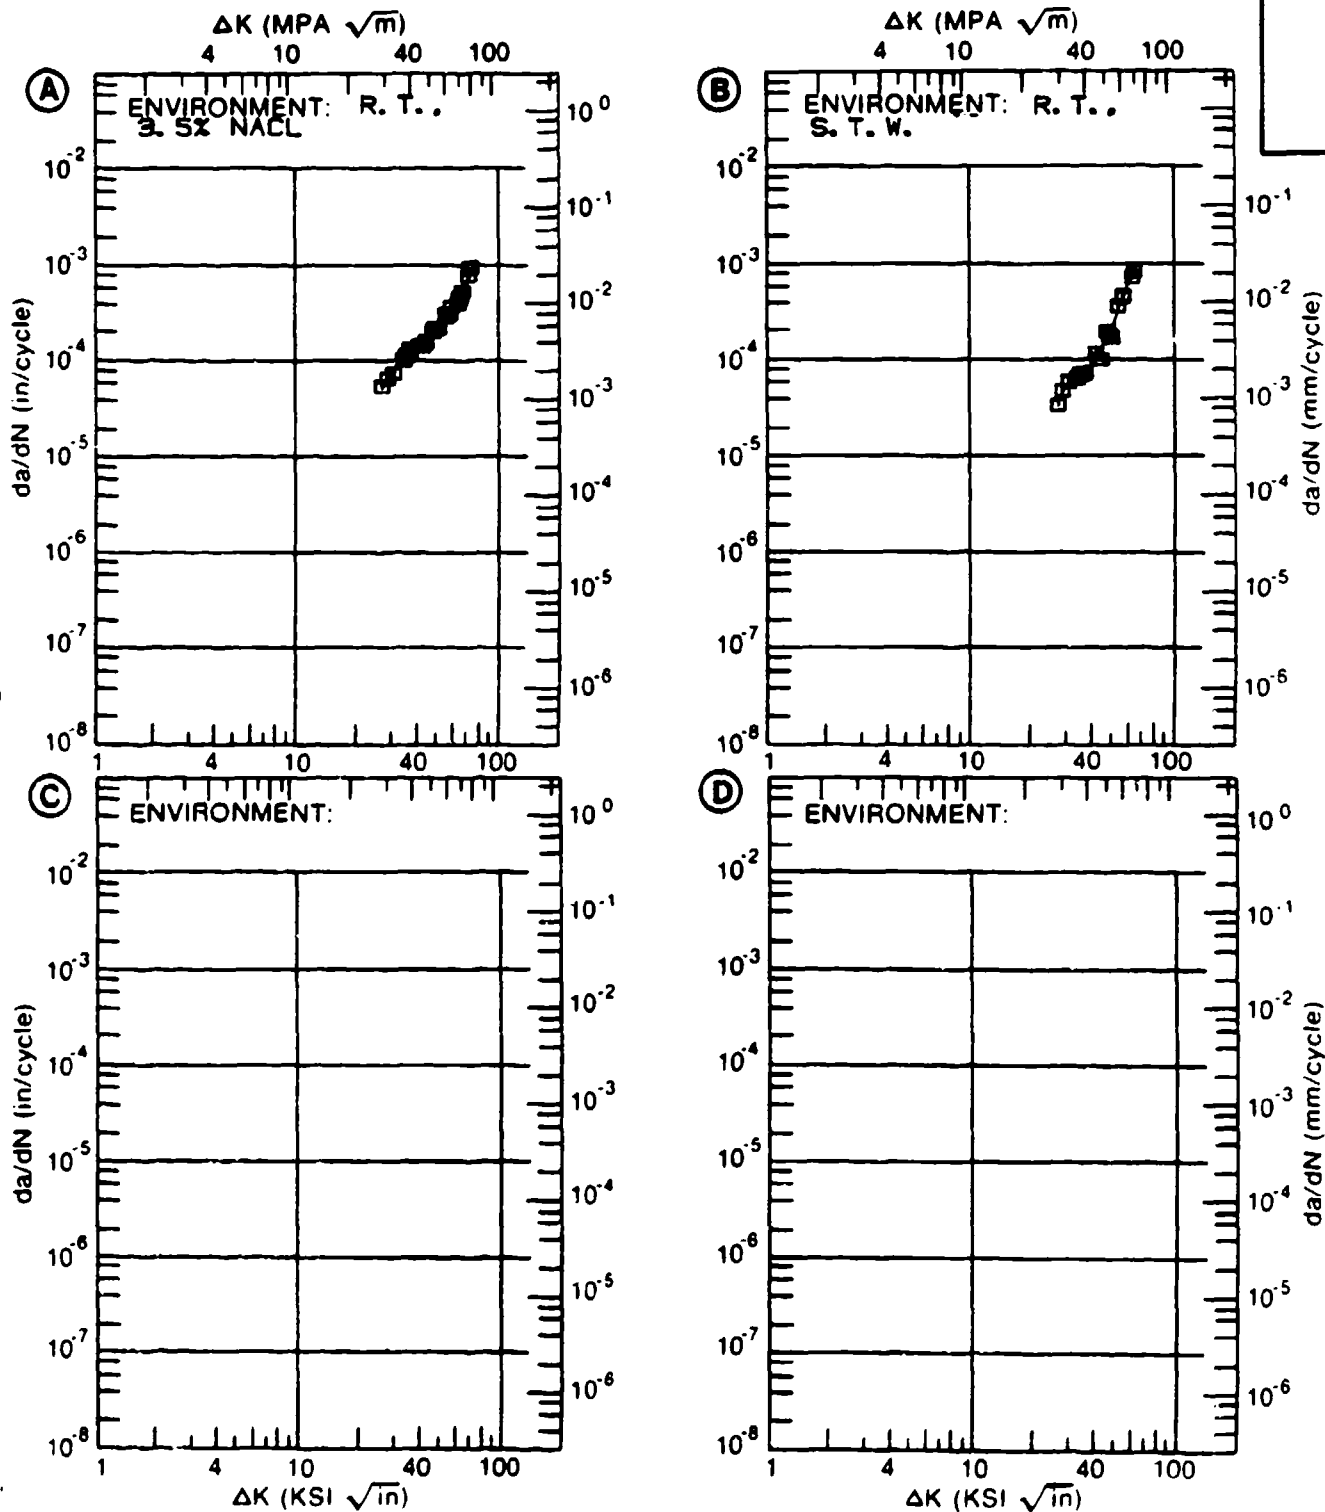 ΔK (MPA √m)
4 10 40 100
ΔK (MPA √m)
4 10 40 100
A
ENVIRONMENT: R. T.,
3. 5% NACL
da/dN (in/cycle)
10^-2
10^-3
10^-4
10^-5
10^-6
10^-7
10^-8
10^0
10^-1
10^-2
10^-3
10^-4
10^-5
10^-6
1 4 10 40 100
B
ENVIRONMENT: R. T.,
S. T. W.
10^-2
10^-3
10^-4
10^-5
10^-6
10^-7
10^-8
10^-1
10^-2
10^-3
10^-4
10^-5
10^-6
da/dN (mm/cycle)
1 4 10 40 100
C
ENVIRONMENT:
da/dN (in/cycle)
10^-2
10^-3
10^-4
10^-5
10^-6
10^-7
10^-8
10^0
10^-1
10^-2
10^-3
10^-4
10^-5
10^-6
1 4 10 40 100
ΔK (KSI √in)
D
ENVIRONMENT:
10^-2
10^-3
10^-4
10^-5
10^-6
10^-7
10^-8
10^0
10^-1
10^-2
10^-3
10^-4
10^-5
10^-6
da/dN (mm/cycle)
1 4 10 40 100
ΔK (KSI √in)